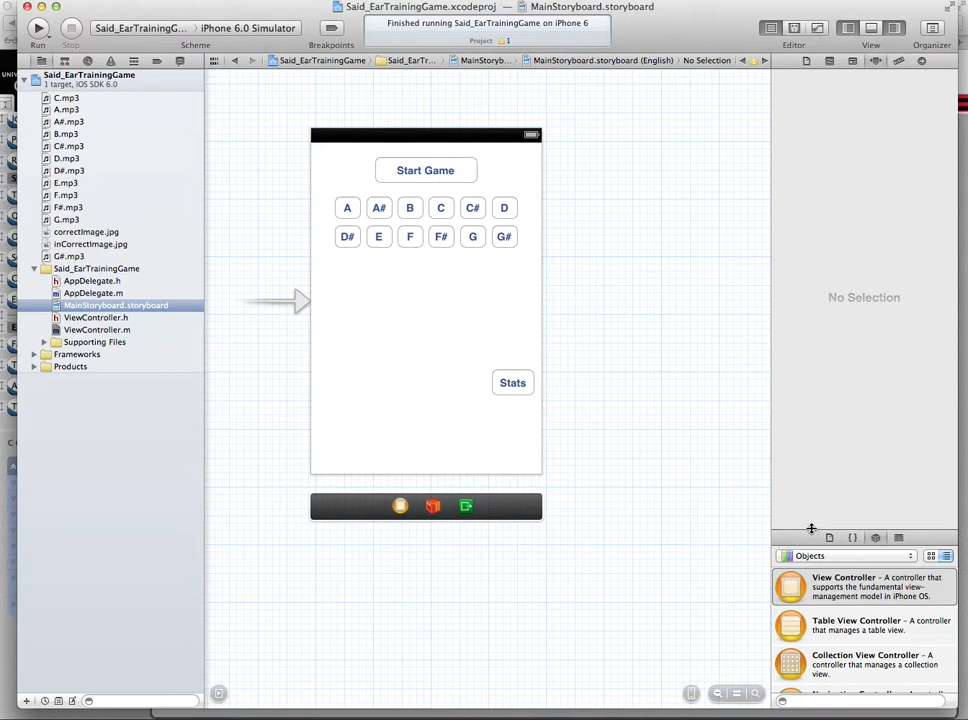 Said_EarTrainingGame.xcodeproj — MainStoryboard.storyboard
Said_EarTrainingG... iPhone 6.0 Simulator
Finished running Said_EarTrainingGame on iPhone 6
Project 1
Run Stop Scheme Breakpoints Editor View Organizer
Said_EarTrainingGame Said_EarTr... MainStoryb... MainStoryboard.storyboard (English) No Selection
Said_EarTrainingGame
1 target, iOS SDK 6.0
C.mp3
A.mp3
A#.mp3
B.mp3
C#.mp3
D.mp3
D#.mp3
E.mp3
F.mp3
F#.mp3
G.mp3
correctImage.jpg
inCorrectImage.jpg
G#.mp3
Said_EarTrainingGame
AppDelegate.h
AppDelegate.m
MainStoryboard.storyboard
ViewController.h
ViewController.m
Supporting Files
Frameworks
Products
Start Game
A A# B C C# D
D# E F F# G G#
Stats
No Selection
{ }
Objects
View Controller – A controller that
supports the fundamental view-
management model in iPhone OS.
Table View Controller – A controller
that manages a table view.
Collection View Controller – A
controller that manages a collection
view.